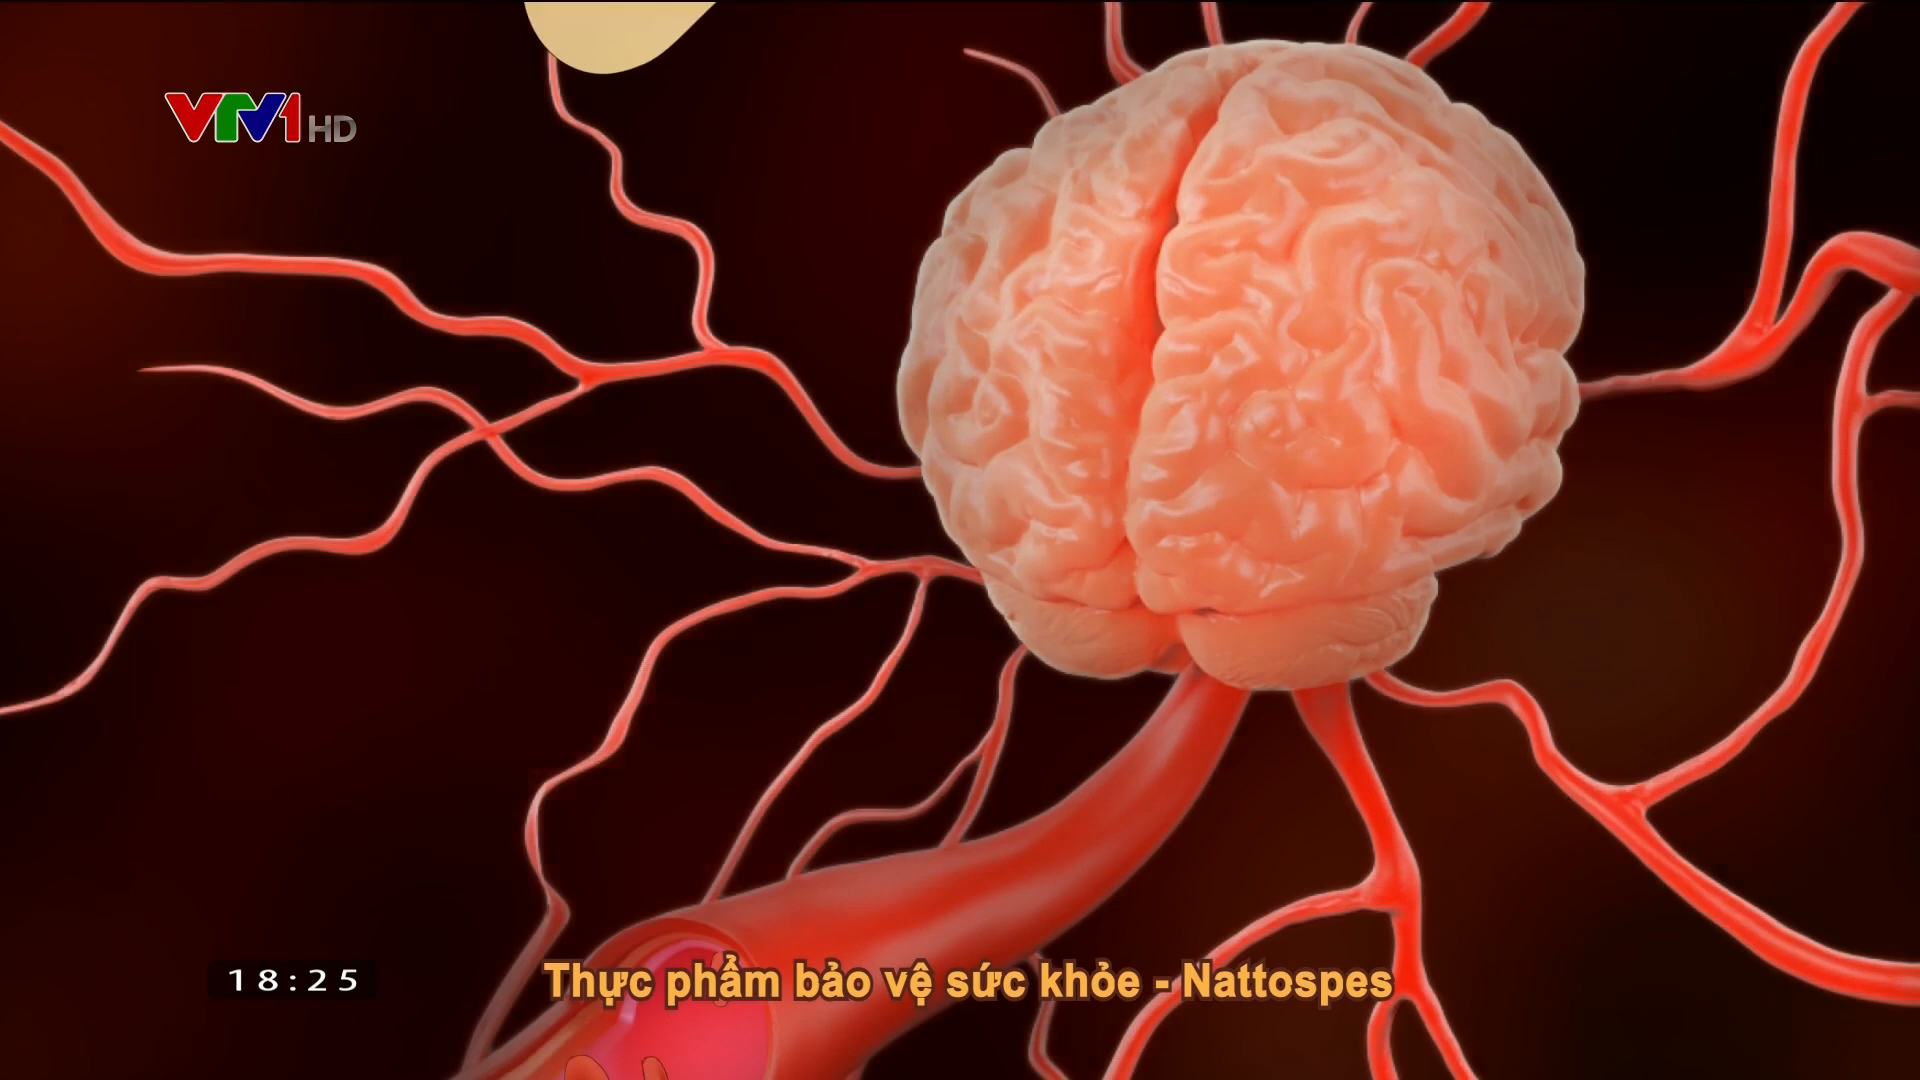 VTV1 HD
18:25
Thực phẩm bảo vệ sức khỏe - Nattospes